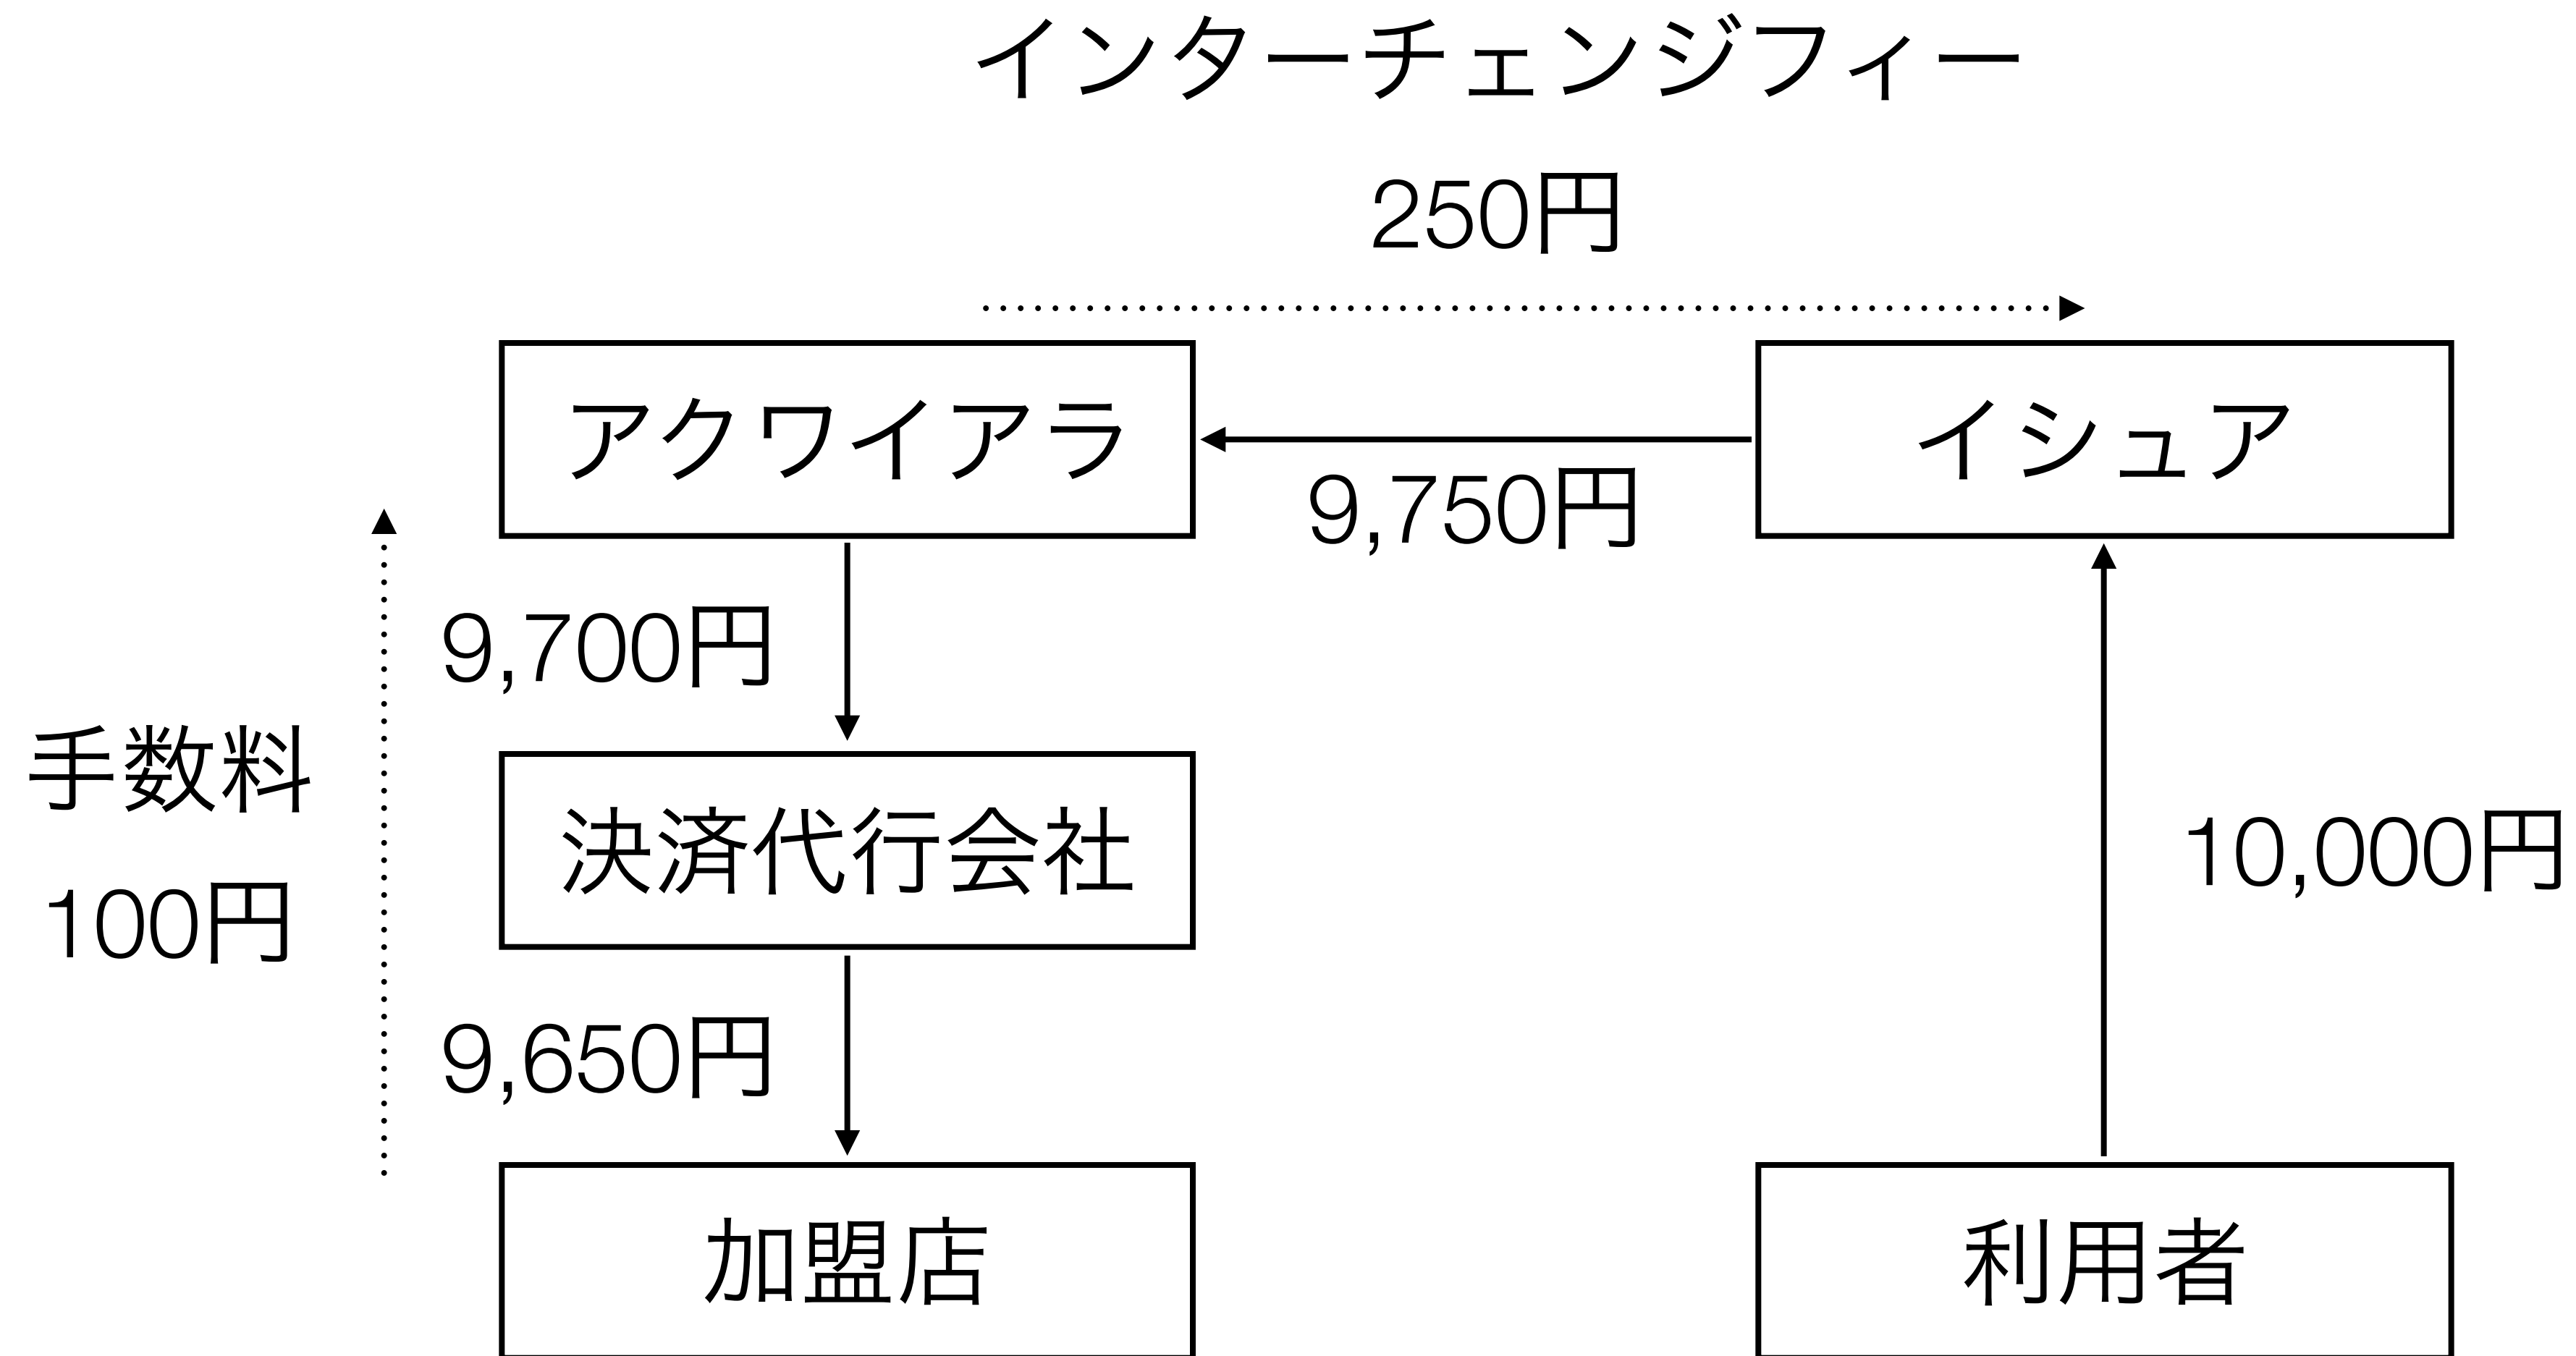 インターチェンジフィー
250円
アクワイアラ
イシュア
9,750円
9,700円
手数料
100円
決済代行会社
10,000円
9,650円
加盟店
利用者